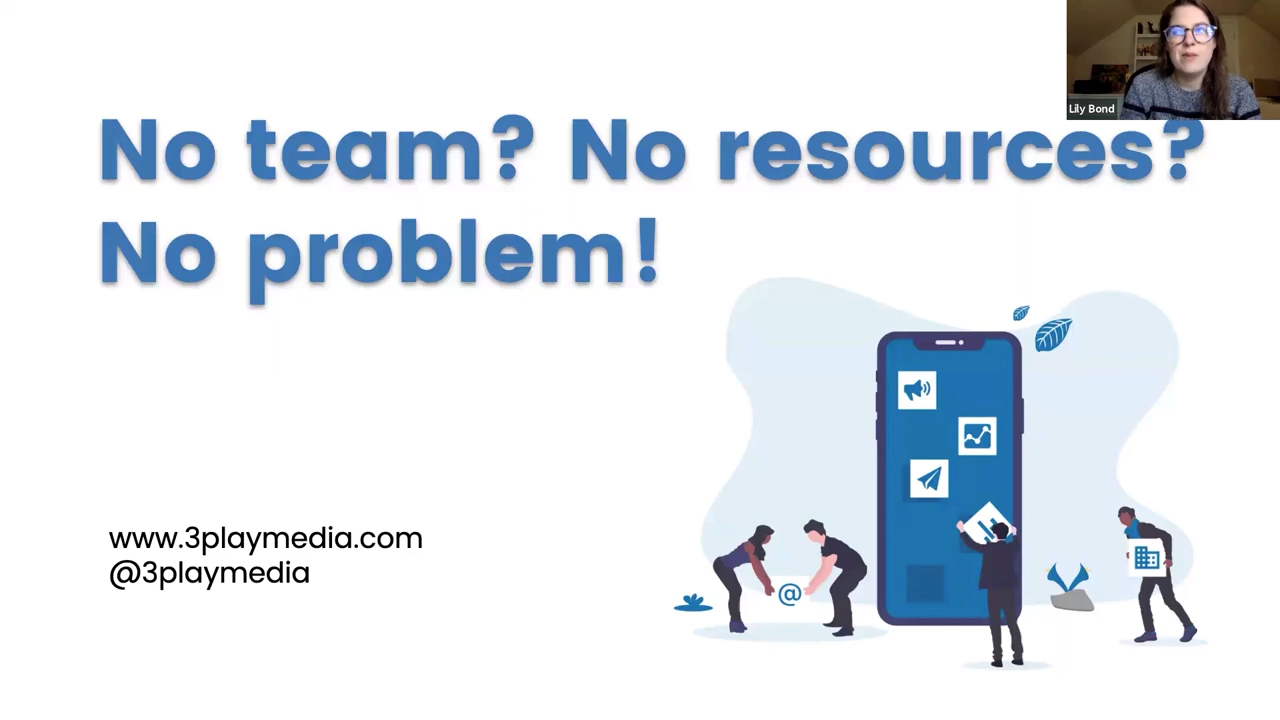 Lily Bond
No team? No resources?
No problem!
@
www.3playmedia.com
@3playmedia